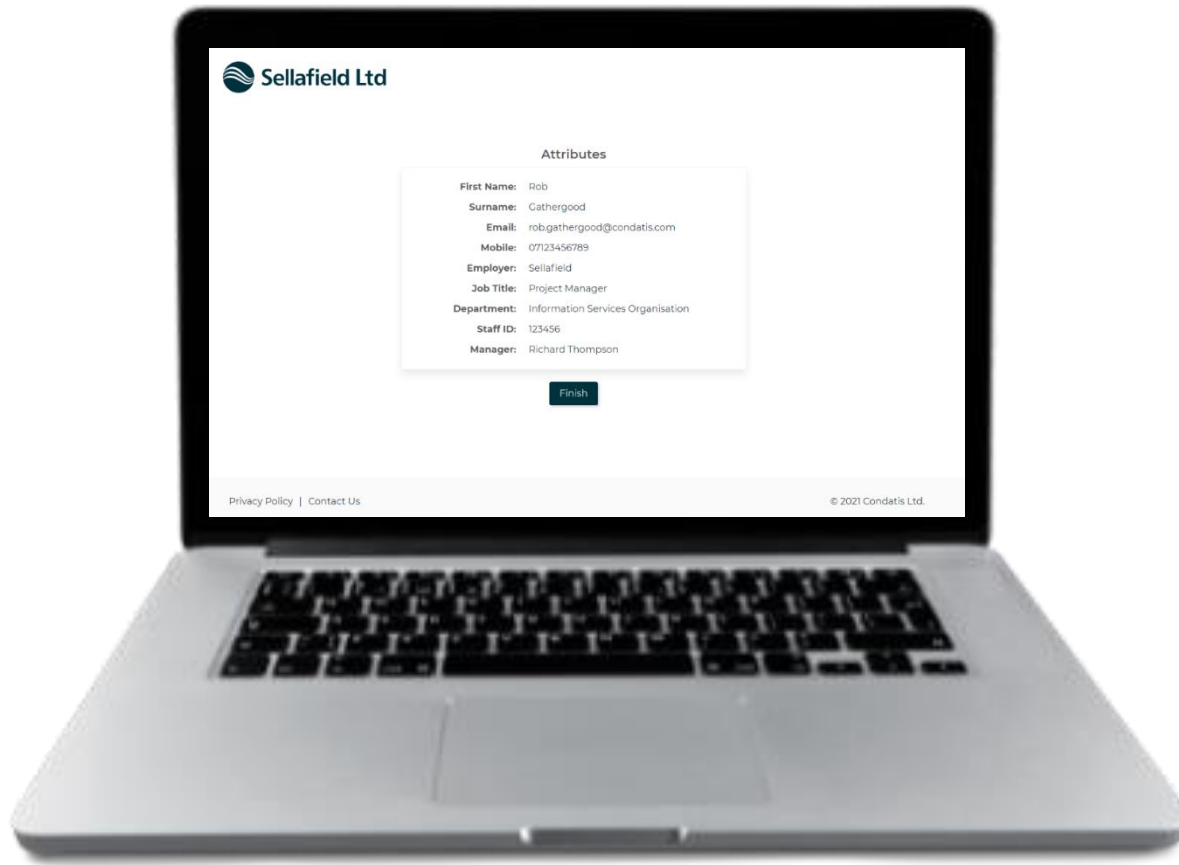 Sellafield Ltd
Attributes
First Name: Rob
Surname: Gathergood
Email: rob.gathergood@condatis.com
Mobile: 07123456789
Employer: Sellafield
Job Title: Project Manager
Department: Information Services Organisation
Staff ID: 123456
Manager: Richard Thompson
Finish
Privacy Policy | Contact Us
© 2021 Condatis Ltd.